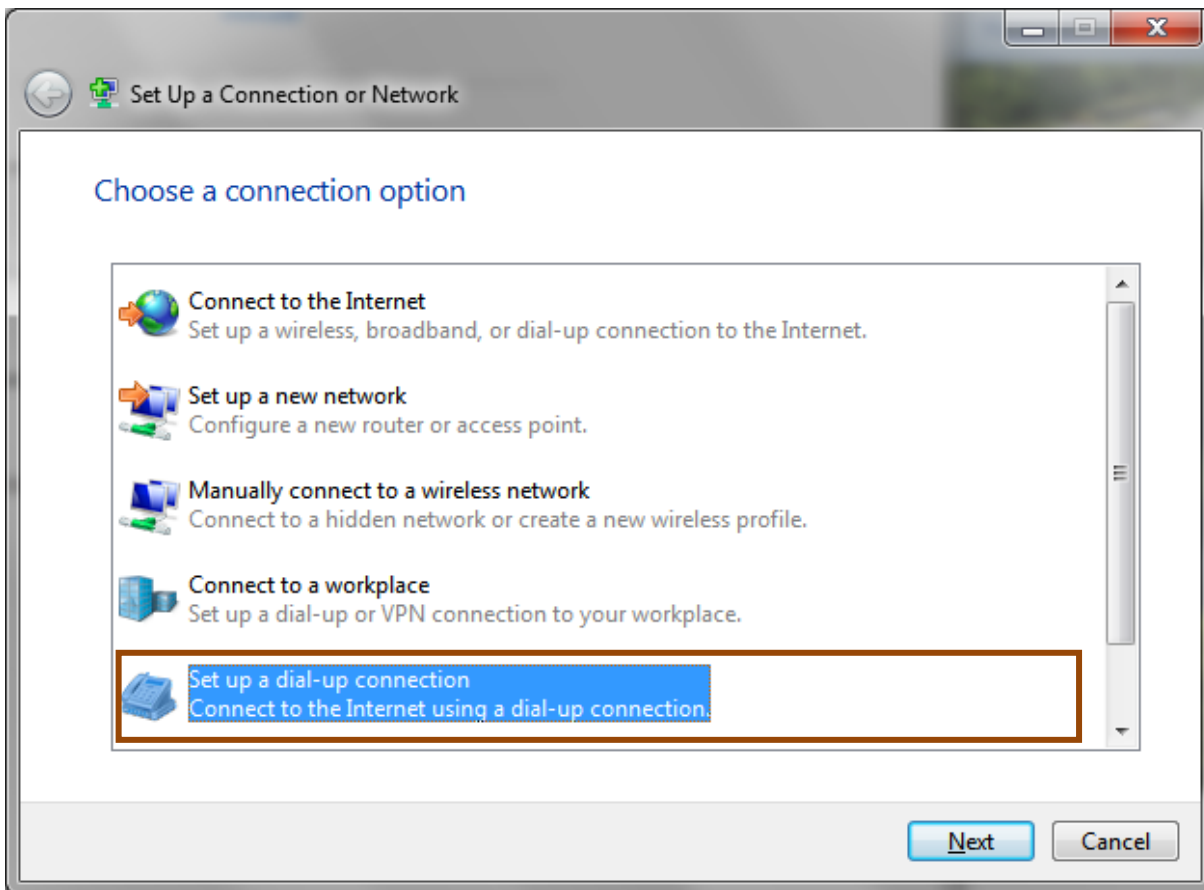 Set Up a Connection or Network
Choose a connection option
Connect to the Internet
Set up a wireless, broadband, or dial-up connection to the Internet.
Set up a new network
Configure a new router or access point.
Manually connect to a wireless network
Connect to a hidden network or create a new wireless profile.
Connect to a workplace
Set up a dial-up or VPN connection to your workplace.
Set up a dial-up connection
Connect to the Internet using a dial-up connection.
Next Cancel